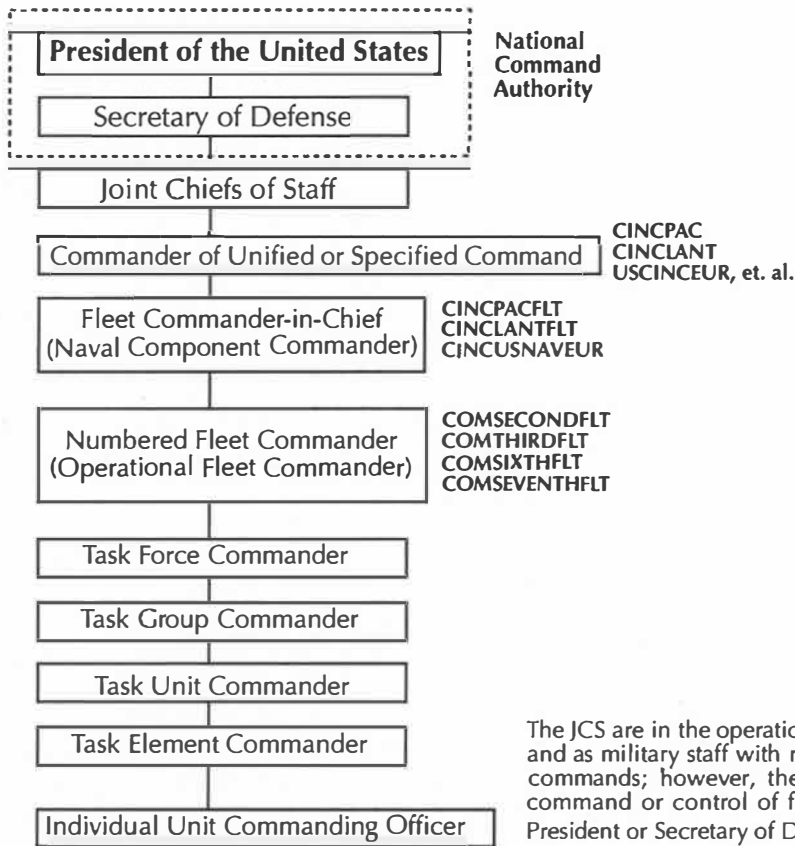 President of the United States
National
Command
Authority
Secretary of Defense
Joint Chiefs of Staff
Commander of Unified or Specified Command
CINCPAC
CINCLANT
USCINCEUR, et. al.
Fleet Commander-in-Chief
(Naval Component Commander)
CINCPACFLT
CINCLANTFLT
CINCUSNAVEUR
Numbered Fleet Commander
(Operational Fleet Commander)
COMSECONDFLT
COMTHIRDFLT
COMSIXTHFLT
COMSEVENTHFLT
Task Force Commander
Task Group Commander
Task Unit Commander
Task Element Commander
Individual Unit Commanding Officer
The JCS are in the operatio
and as military staff with r
commands; however, the
command or control of f
President or Secretary of D